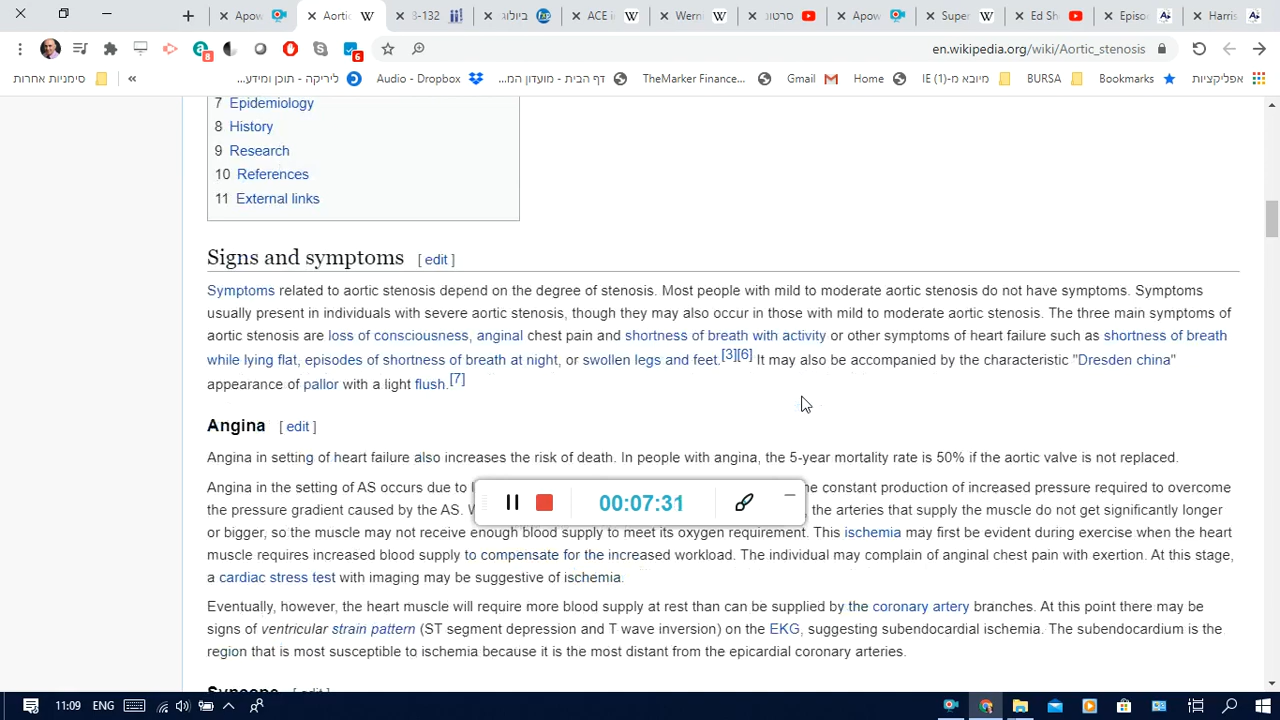 Apow
Aortic
8-132
ביולוג
ACE i
Wern
סרטונ
Apow
Supe
Ed Sh
Episo
Harri
en.wikipedia.org/wiki/Aortic_stenosis
8
6
סימניות אחרות
ליריקה - תוכן ומידע...
Audio - Dropbox
דף הבית - מועדון המ...
TheMarker Finance...
Gmail
Home
מיובא מ-IE (1)
BURSA
Bookmarks
אפליקציות
7 Epidemiology
8 History
9 Research
10 References
11 External links
Signs and symptoms [ edit ]
Symptoms related to aortic stenosis depend on the degree of stenosis. Most people with mild to moderate aortic stenosis do not have symptoms. Symptoms
usually present in individuals with severe aortic stenosis, though they may also occur in those with mild to moderate aortic stenosis. The three main symptoms of
aortic stenosis are loss of consciousness, anginal chest pain and shortness of breath with activity or other symptoms of heart failure such as shortness of breath
while lying flat, episodes of shortness of breath at night, or swollen legs and feet.[3][6] It may also be accompanied by the characteristic "Dresden china"
appearance of pallor with a light flush.[7]
Angina [ edit ]
Angina in setting of heart failure also increases the risk of death. In people with angina, the 5-year mortality rate is 50% if the aortic valve is not replaced.
Angina in the setting of AS occurs due to constant production of increased pressure required to overcome
the pressure gradient caused by the AS. the arteries that supply the muscle do not get significantly longer
00:07:31
or bigger, so the muscle may not receive enough blood supply to meet its oxygen requirement. This ischemia may first be evident during exercise when the heart
muscle requires increased blood supply to compensate for the increased workload. The individual may complain of anginal chest pain with exertion. At this stage,
a cardiac stress test with imaging may be suggestive of ischemia.
Eventually, however, the heart muscle will require more blood supply at rest than can be supplied by the coronary artery branches. At this point there may be
signs of ventricular strain pattern (ST segment depression and T wave inversion) on the EKG, suggesting subendocardial ischemia. The subendocardium is the
region that is most susceptible to ischemia because it is the most distant from the epicardial coronary arteries.
Syncope [ edit ]
11:09
ENG